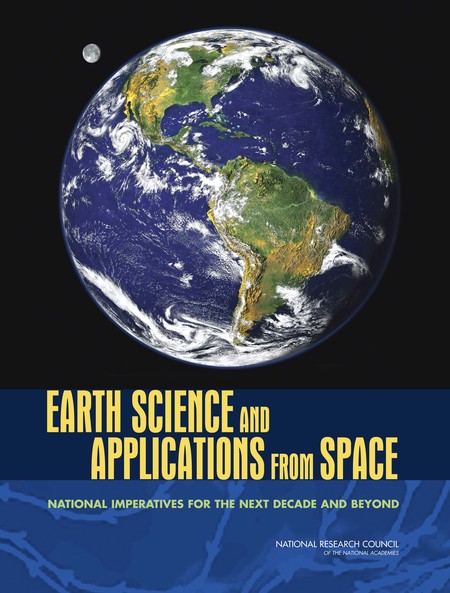 EARTH SCIENCE AND
APPLICATIONS FROM SPACE
NATIONAL IMPERATIVES FOR THE NEXT DECADE AND BEYOND
NATIONAL RESEARCH COUNCIL
OF THE NATIONAL ACADEMIES